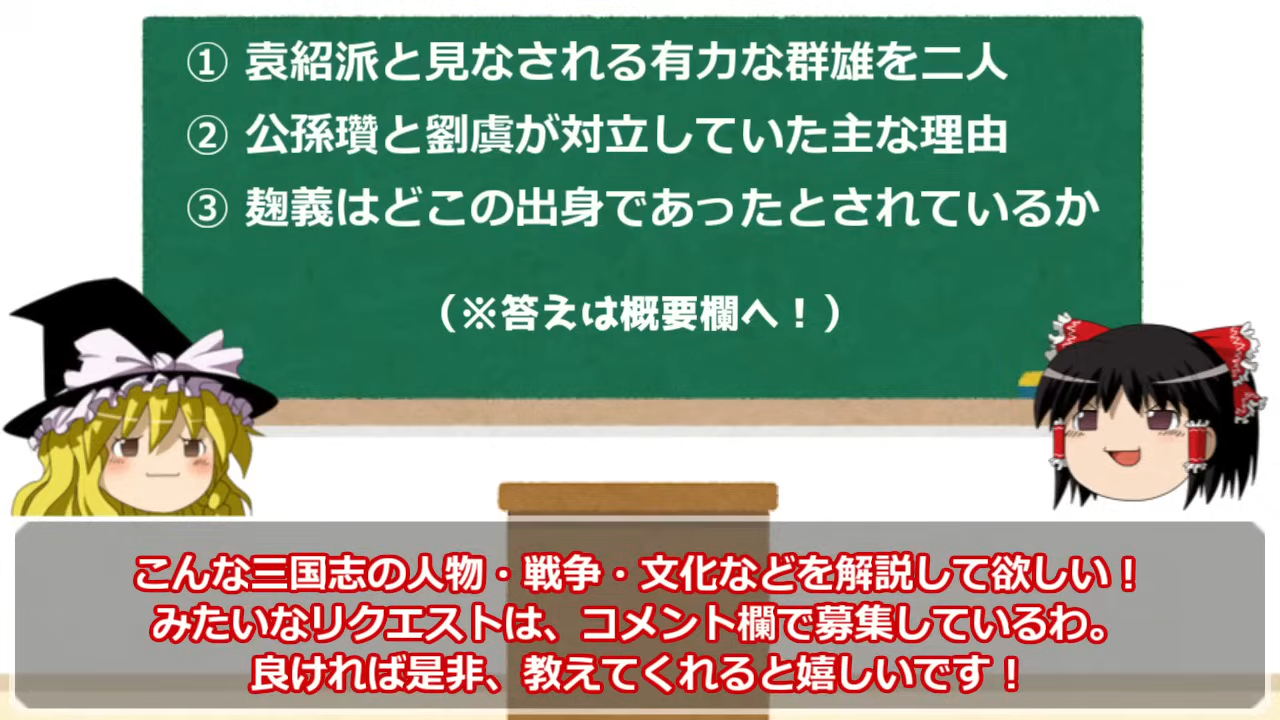 ① 袁紹派と見なされる有力な群雄を二人
② 公孫瓚と劉虞が対立していた主な理由
③ 麹義はどこの出身であったとされているか
（※答えは概要欄へ！）
こんな三国志の人物・戦争・文化などを解説して欲しい！
みたいなリクエストは、コメント欄で募集しているわ。
良ければ是非、教えてくれると嬉しいです！